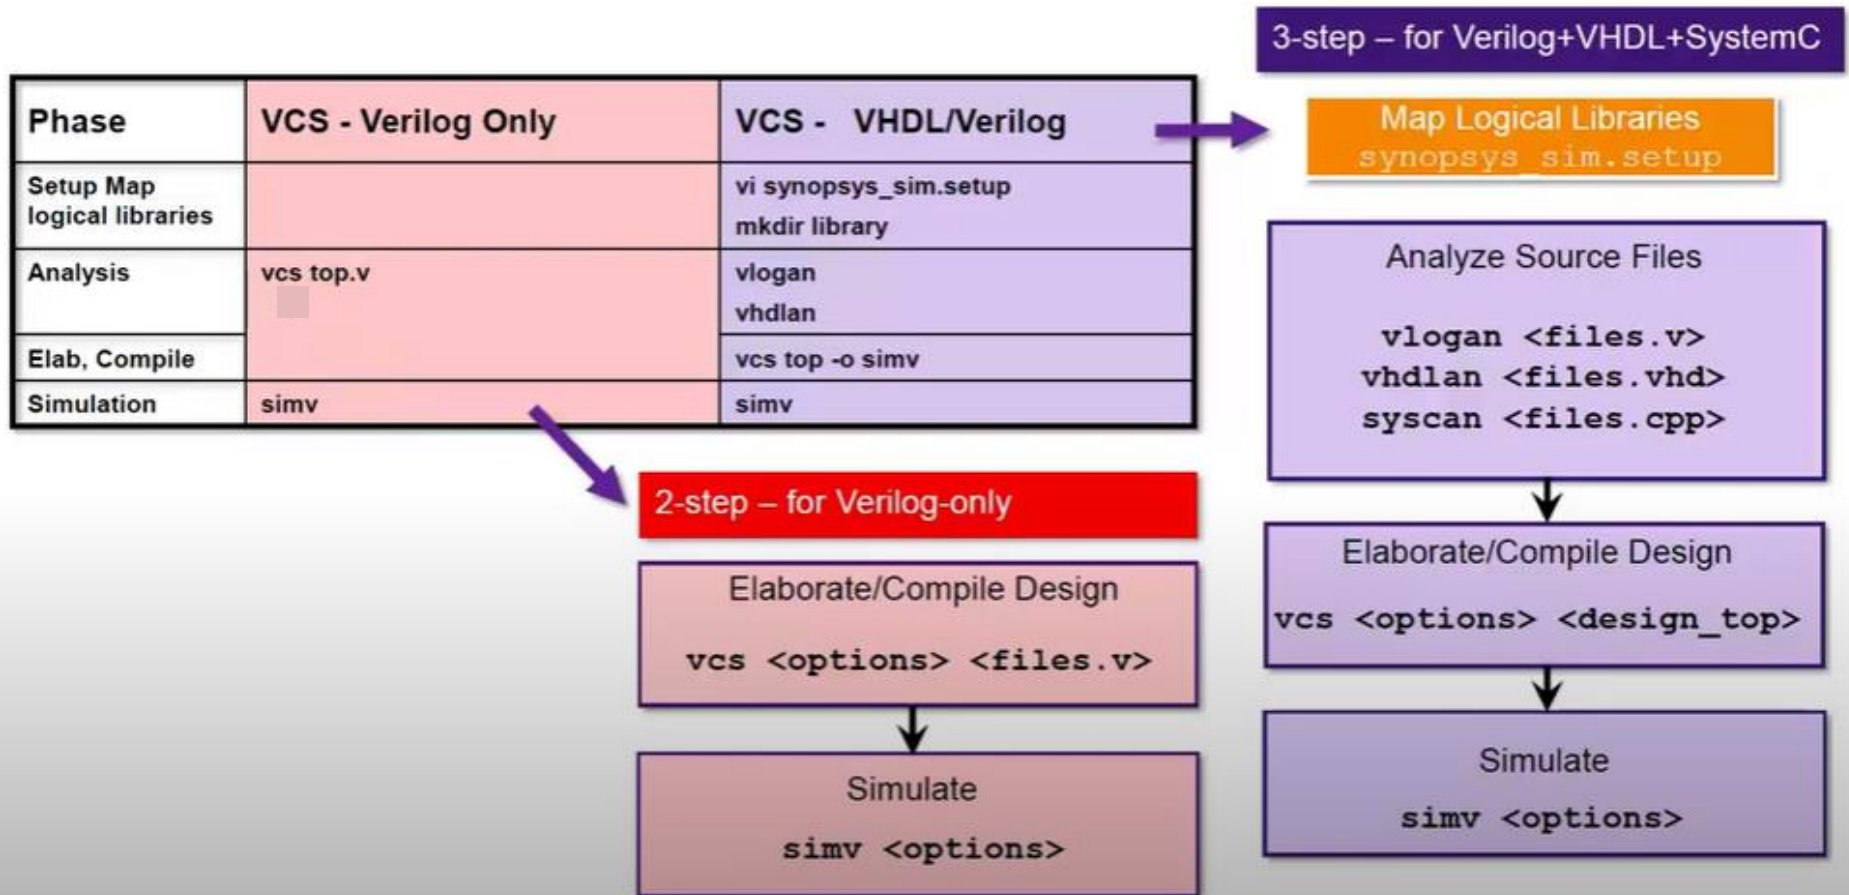 3-step – for Verilog+VHDL+SystemC
Phase
VCS - Verilog Only
VCS - VHDL/Verilog
Setup Map
logical libraries
vi synopsys_sim.setup
mkdir library
Analysis
vcs top.v
vlogan
vhdlan
Elab, Compile
vcs top -o simv
Simulation
simv
simv
Map Logical Libraries
synopsys_sim.setup
Analyze Source Files
vlogan <files.v>
vhdlan <files.vhd>
syscan <files.cpp>
Elaborate/Compile Design
vcs <options> <design_top>
Simulate
simv <options>
2-step – for Verilog-only
Elaborate/Compile Design
vcs <options> <files.v>
Simulate
simv <options>